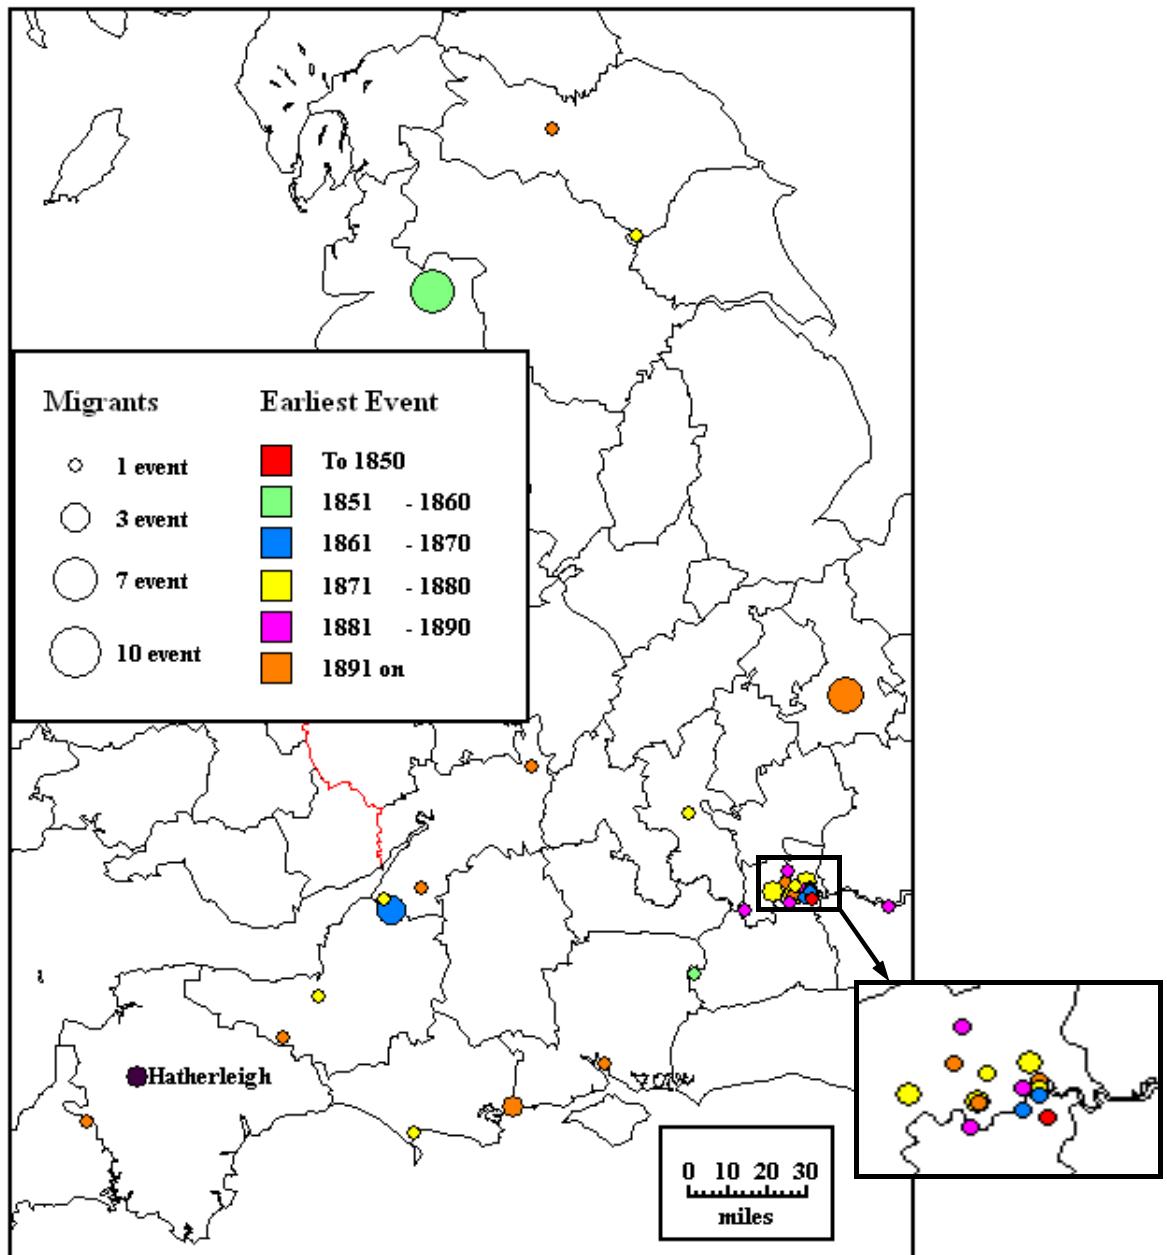 Migrants Earliest Event
1 event
3 event
7 event
10 event
To 1850
1851 - 1860
1861 - 1870
1871 - 1880
1881 - 1890
1891 on
Hatherleigh
0 10 20 30
miles